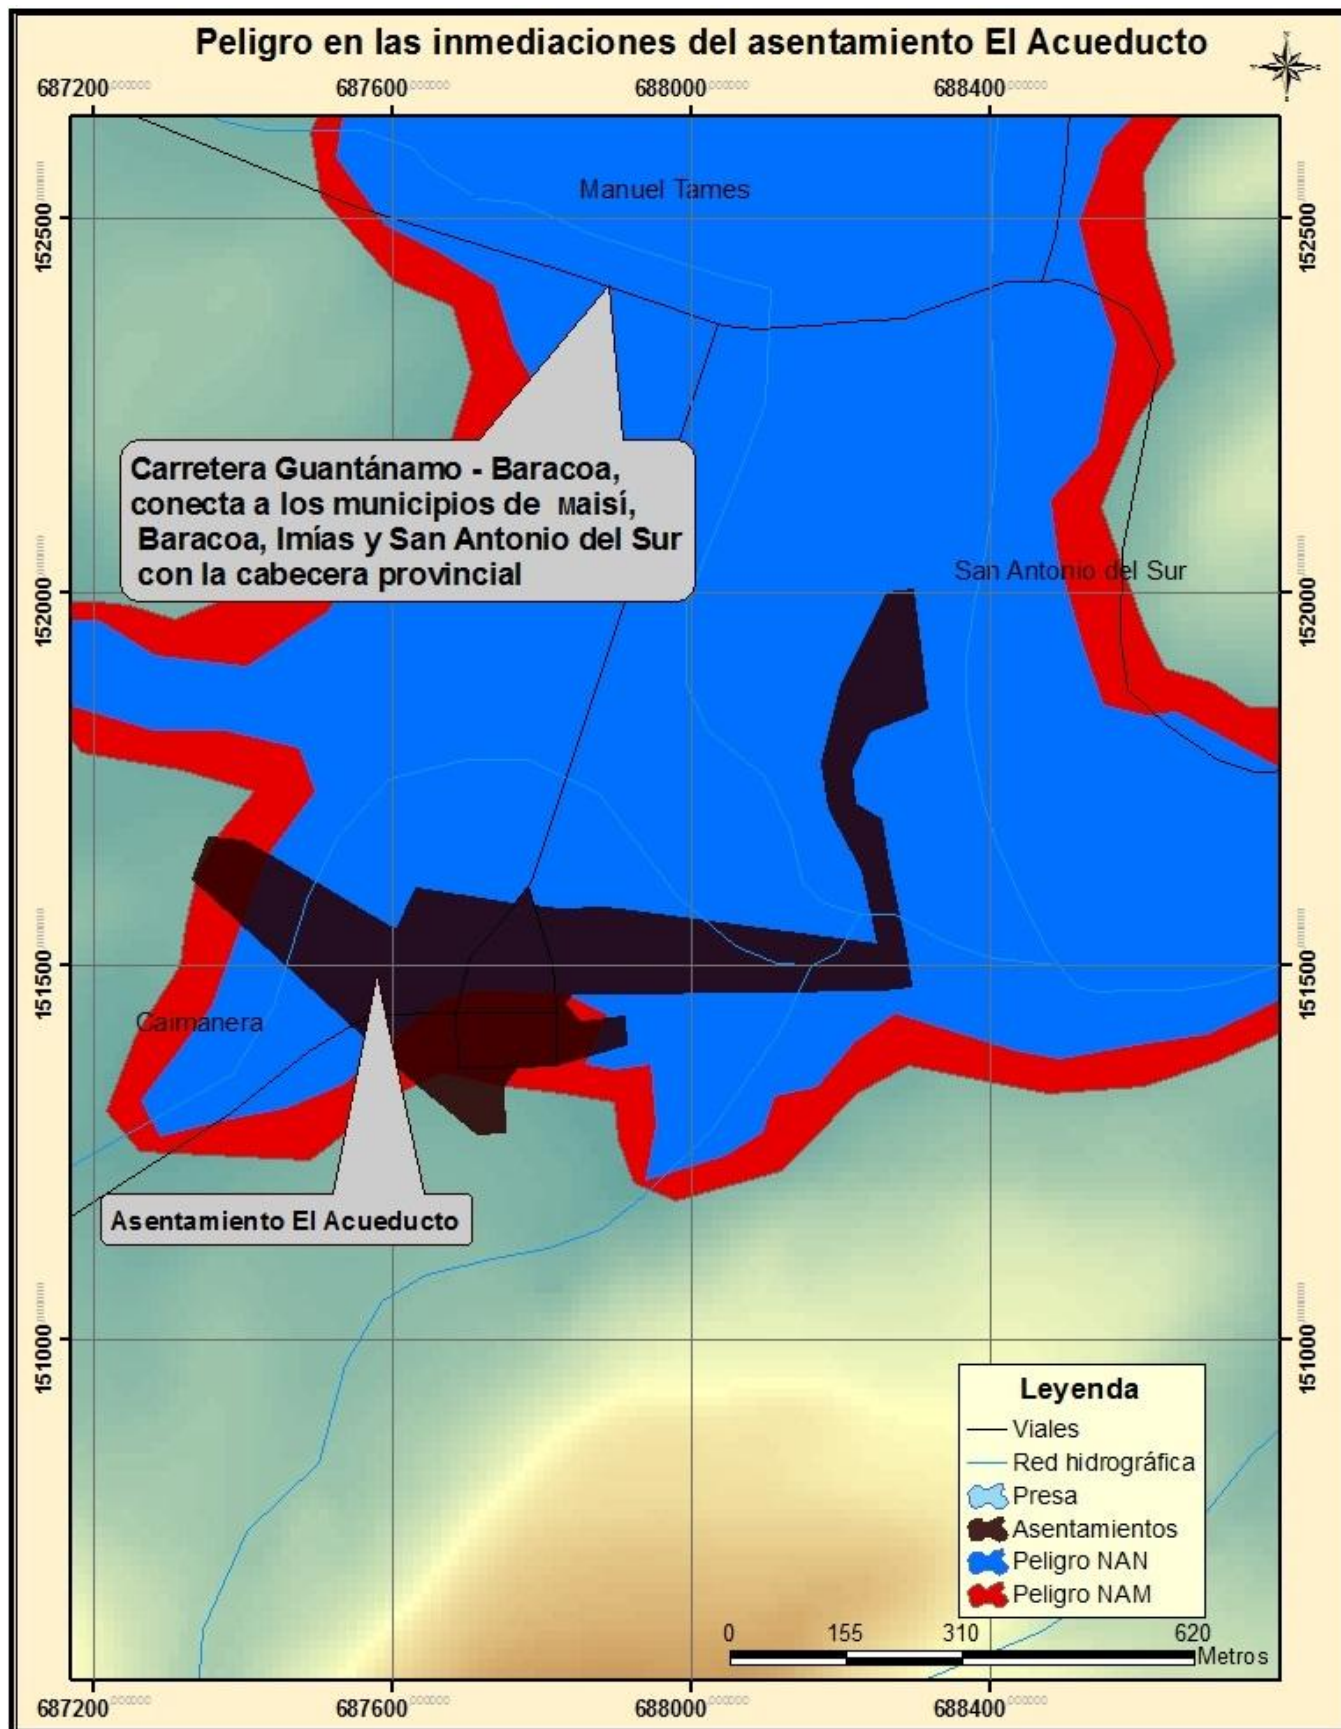 Peligro en las inmediaciones del asentamiento El Acueducto
687200 687600 688000 688400
Manuel Tames
152500 152500
Carretera Guantánamo - Baracoa,
conecta a los municipios de Maisí,
Baracoa, Imías y San Antonio del Sur
con la cabecera provincial
San Antonio del Sur
152000 152000
151500 151500
Caimanera
Asentamiento El Acueducto
151000 151000
Leyenda
Viales
Red hidrográfica
Presa
Asentamientos
Peligro NAN
Peligro NAM
0 155 310 620
Metros
687200 687600 688000 688400